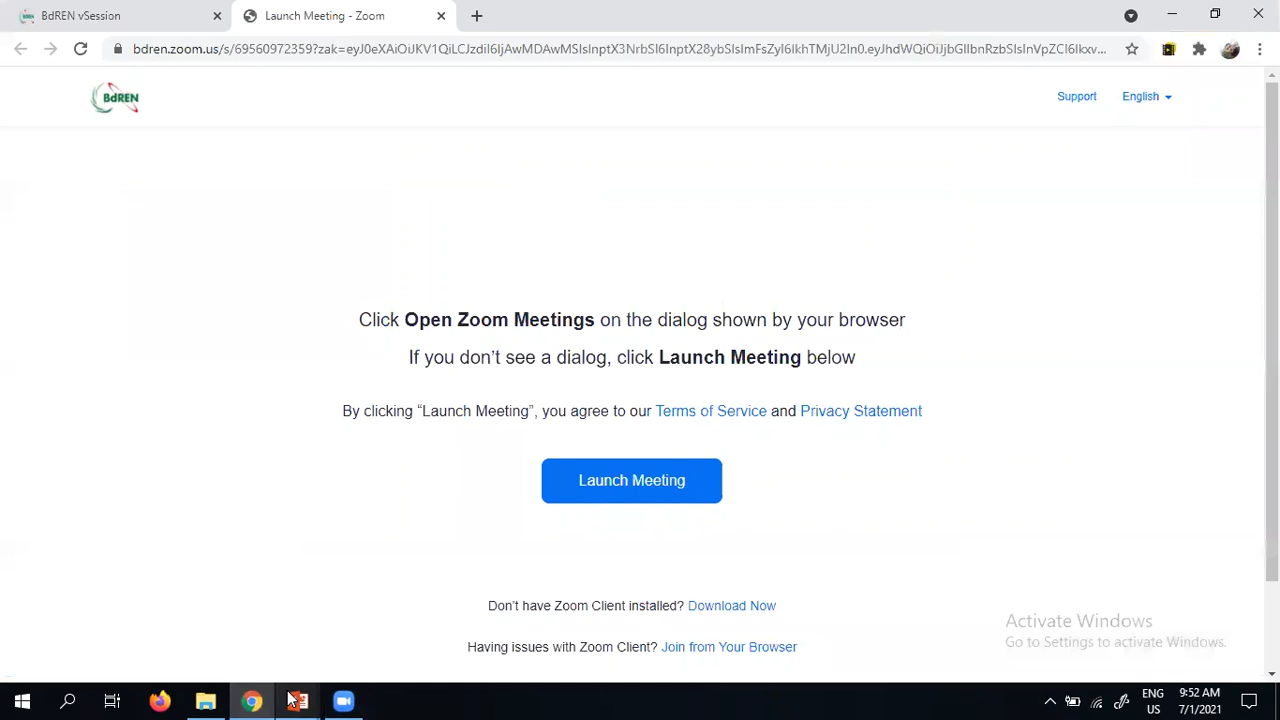 BdREN vSession
Launch Meeting - Zoom
BdREN
Support
English
Click Open Zoom Meetings on the dialog shown by your browser
If you don't see a dialog, click Launch Meeting below
By clicking “Launch Meeting”, you agree to our Terms of Service and Privacy Statement
Launch Meeting
Don't have Zoom Client installed? Download Now
Having issues with Zoom Client? Join from Your Browser
Activate Windows
Go to Settings to activate Windows.
ENG
US
9:52 AM
7/1/2021